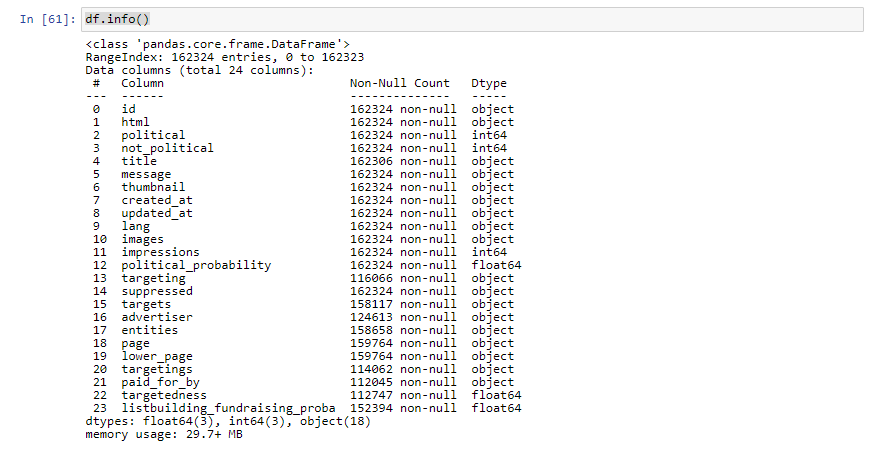 In [61]: df.info()
<class 'pandas.core.frame.DataFrame'>
RangeIndex: 162324 entries, 0 to 162323
Data columns (total 24 columns):
 #   Column                        Non-Null Count   Dtype
---  ------                        --------------   -----
 0   id                            162324 non-null  object
 1   html                          162324 non-null  object
 2   political                     162324 non-null  int64
 3   not_political                 162324 non-null  int64
 4   title                         162306 non-null  object
 5   message                       162324 non-null  object
 6   thumbnail                     162324 non-null  object
 7   created_at                    162324 non-null  object
 8   updated_at                    162324 non-null  object
 9   lang                          162324 non-null  object
 10  images                        162324 non-null  object
 11  impressions                   162324 non-null  int64
 12  political_probability         162324 non-null  float64
 13  targeting                     116066 non-null  object
 14  suppressed                    162324 non-null  object
 15  targets                       158117 non-null  object
 16  advertiser                    124613 non-null  object
 17  entities                      158658 non-null  object
 18  page                          159764 non-null  object
 19  lower_page                    159764 non-null  object
 20  targetings                    114062 non-null  object
 21  paid_for_by                   112045 non-null  object
 22  targetedness                  112747 non-null  float64
 23  listbuilding_fundraising_proba  152394 non-null  float64
dtypes: float64(3), int64(3), object(18)
memory usage: 29.7+ MB